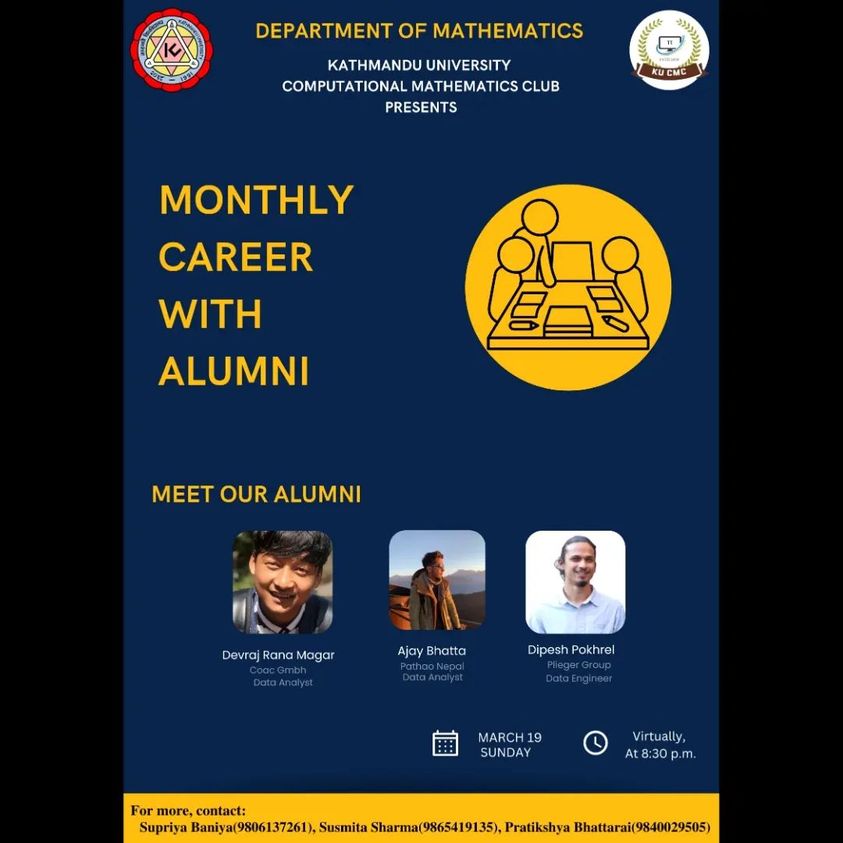 DEPARTMENT OF MATHEMATICS
KATHMANDU UNIVERSITY
COMPUTATIONAL MATHEMATICS CLUB
PRESENTS
KU CMC
MONTHLY
CAREER
WITH
ALUMNI
MEET OUR ALUMNI
Devraj Rana Magar
Coac Gmbh
Data Analyst
Ajay Bhatta
Pathao Nepal
Data Analyst
Dipesh Pokhrel
Plieger Group
Data Engineer
MARCH 19
SUNDAY
Virtually,
At 8:30 p.m.
For more, contact:
Supriya Baniya(9806137261), Susmita Sharma(9865419135), Pratikshya Bhattarai(9840029505)